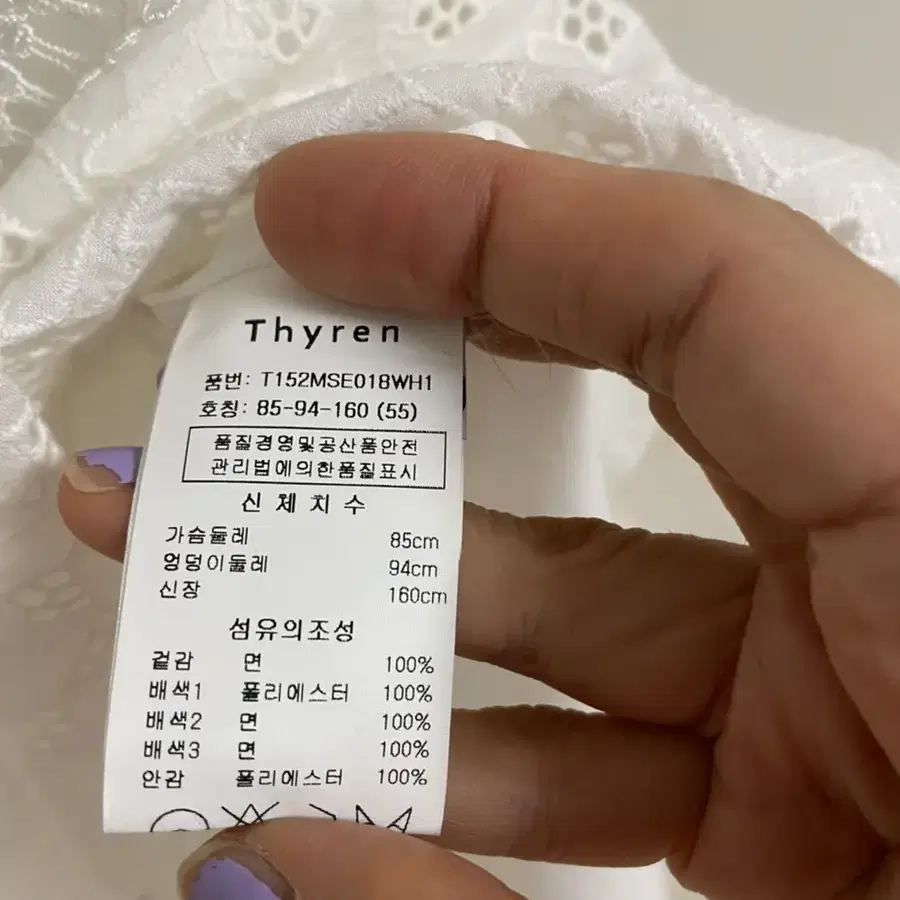 Thyren
품번: T152MSE018WH1
호칭: 85-94-160 (55)
품질경영및공산품안전
관리법에의한품질표시
신체치수
가슴둘레 85cm
엉덩이둘레 94cm
신장 160cm
섬유의조성
겉감 면 100%
배색1 폴리에스터 100%
배색2 면 100%
배색3 면 100%
안감 폴리에스터 100%